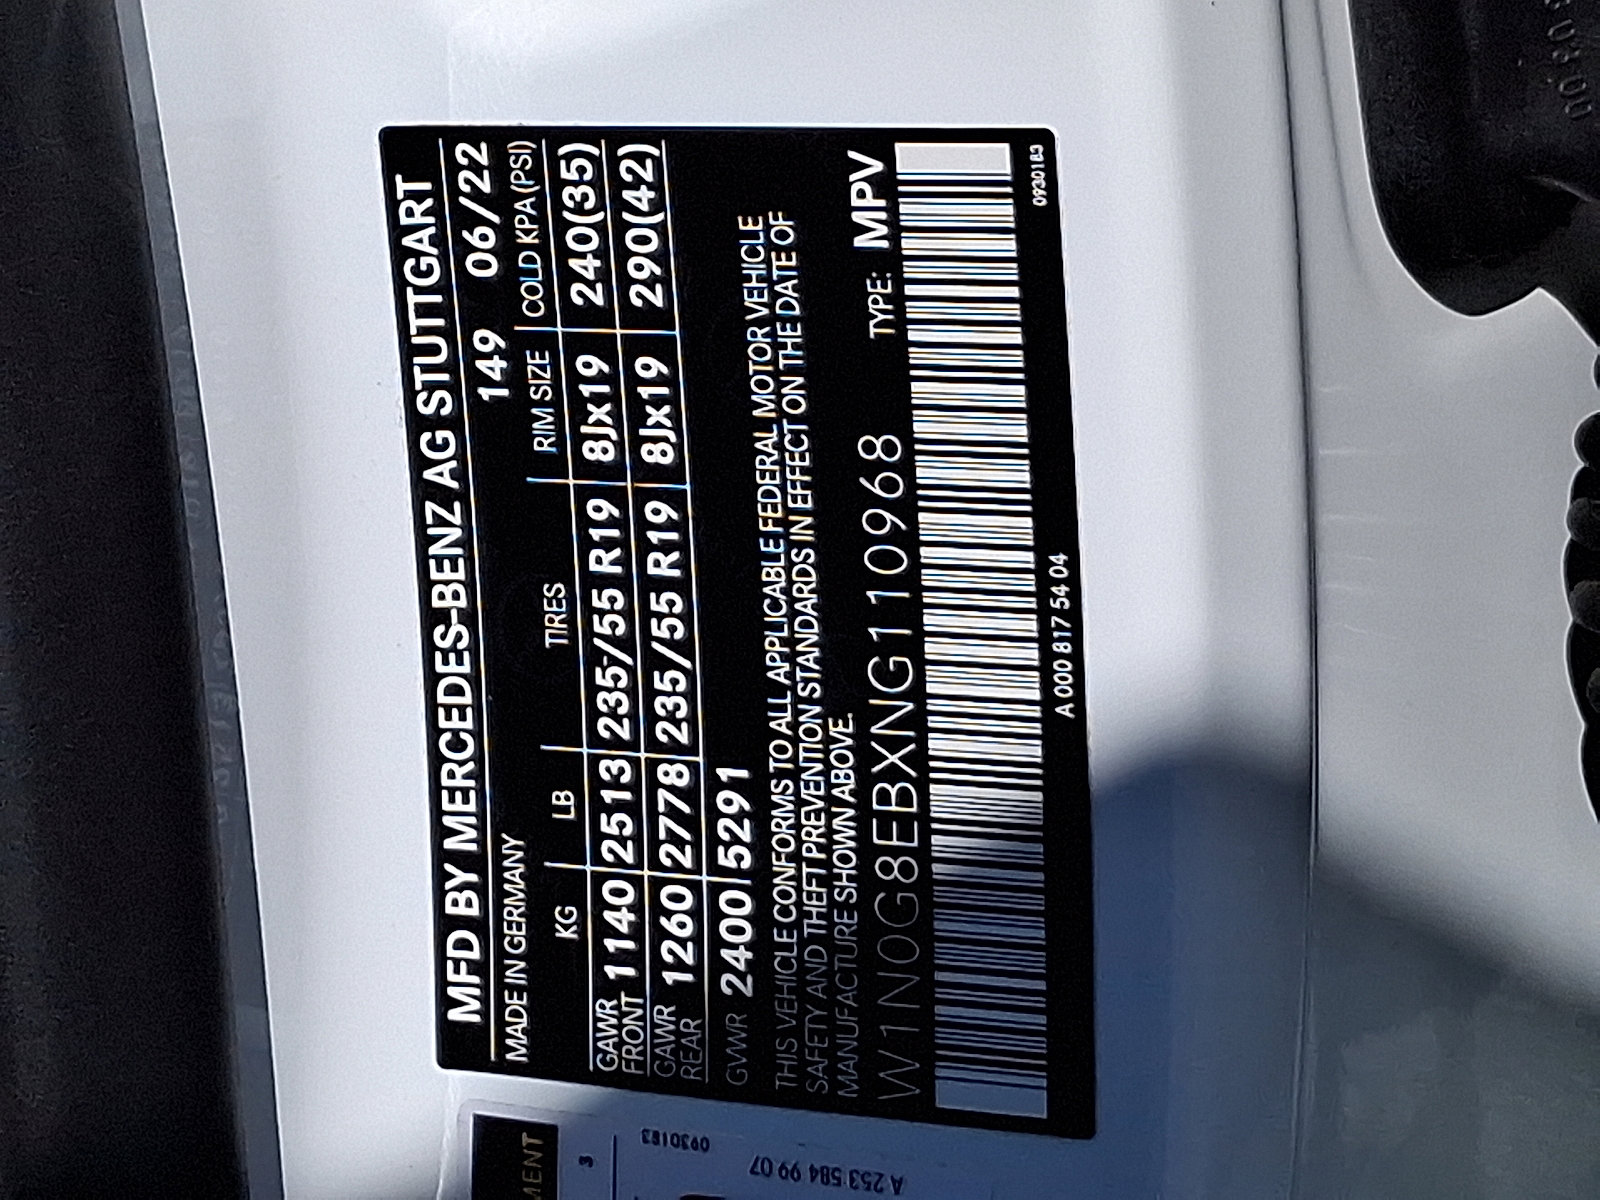 MFD BY MERCEDES-BENZ AG STUTTGART
MADE IN GERMANY 149 06/22
KG LB TIRES RIM SIZE COLD KPA (PSI)
GAWR FRONT 1140 2513 235/55 R19 8Jx19 240(35)
GAWR REAR 1260 2778 235/55 R19 8Jx19 290(42)
GVWR 2400 5291
THIS VEHICLE CONFORMS TO ALL APPLICABLE FEDERAL MOTOR VEHICLE
SAFETY AND THEFT PREVENTION STANDARDS IN EFFECT ON THE DATE OF
MANUFACTURE SHOWN ABOVE.
W1N0G8EBXNG110968 TYPE: MPV
A 000 817 54 04 0930183
MENT
3
0930183
A 253 584 99 07